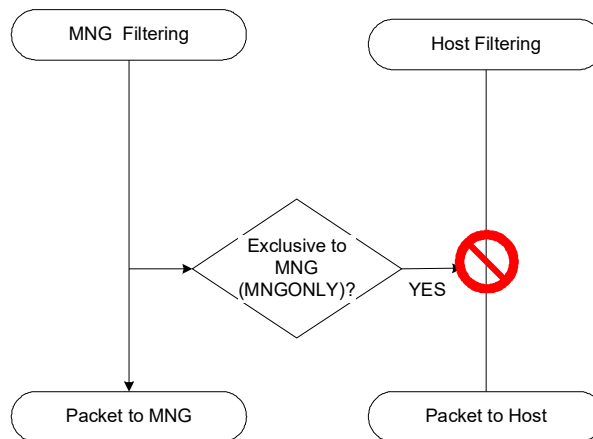 MNG Filtering
Host Filtering
Exclusive to
MNG
(MNGONLY)?
YES
Packet to MNG
Packet to Host